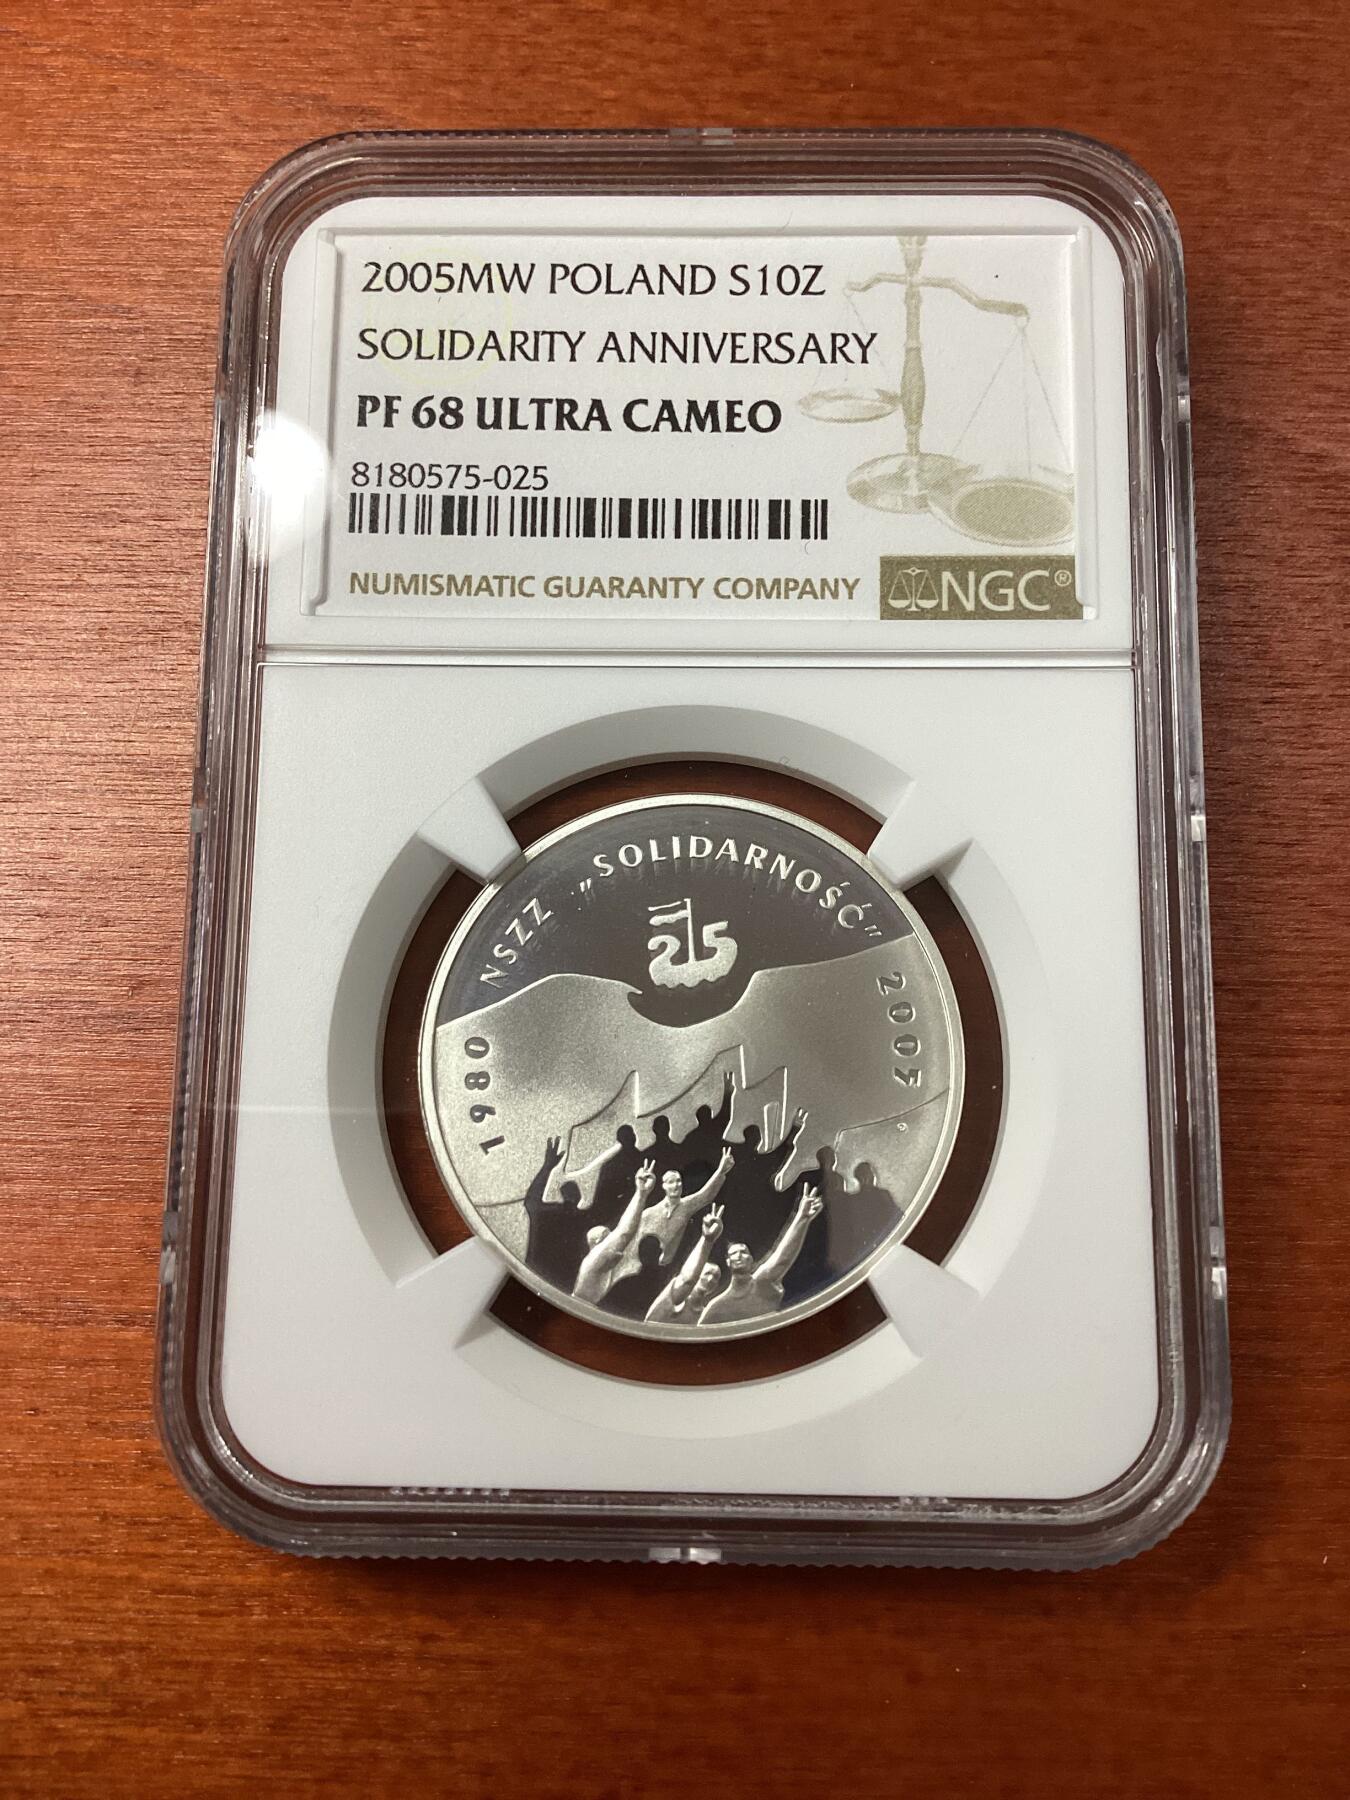 2005MW POLAND S10Z
SOLIDARITY ANNIVERSARY
PF 68 ULTRA CAMEO
8180575-025
NUMISMATIC GUARANTY COMPANY
NGC®
NSZZ „SOLIDARNOŚĆ"
25
1980
2005